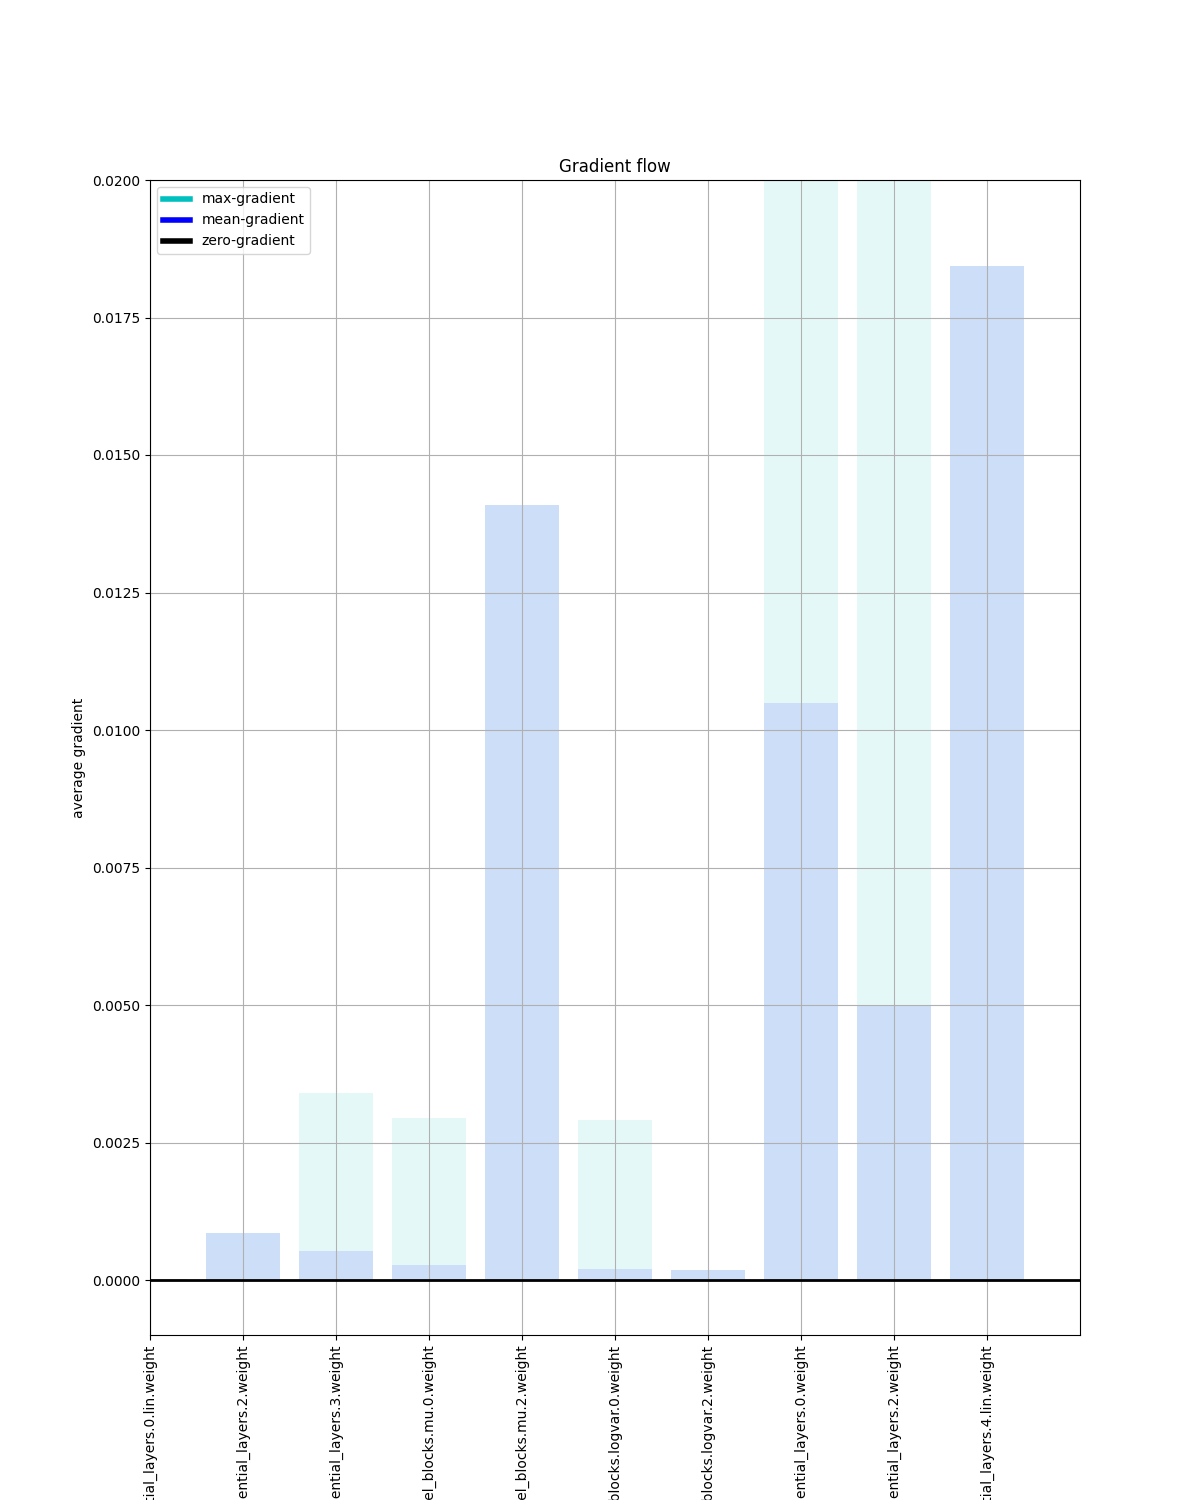 Gradient flow
max-gradient
mean-gradient
zero-gradient
0.0200
0.0175
0.0150
0.0125
0.0100
0.0075
0.0050
0.0025
0.0000
average gradient
tial_layers.0.lin.weight
ential_layers.2.weight
ential_layers.3.weight
el_blocks.mu.0.weight
el_blocks.mu.2.weight
blocks.logvar.0.weight
blocks.logvar.2.weight
ential_layers.0.weight
ential_layers.2.weight
tial_layers.4.lin.weight